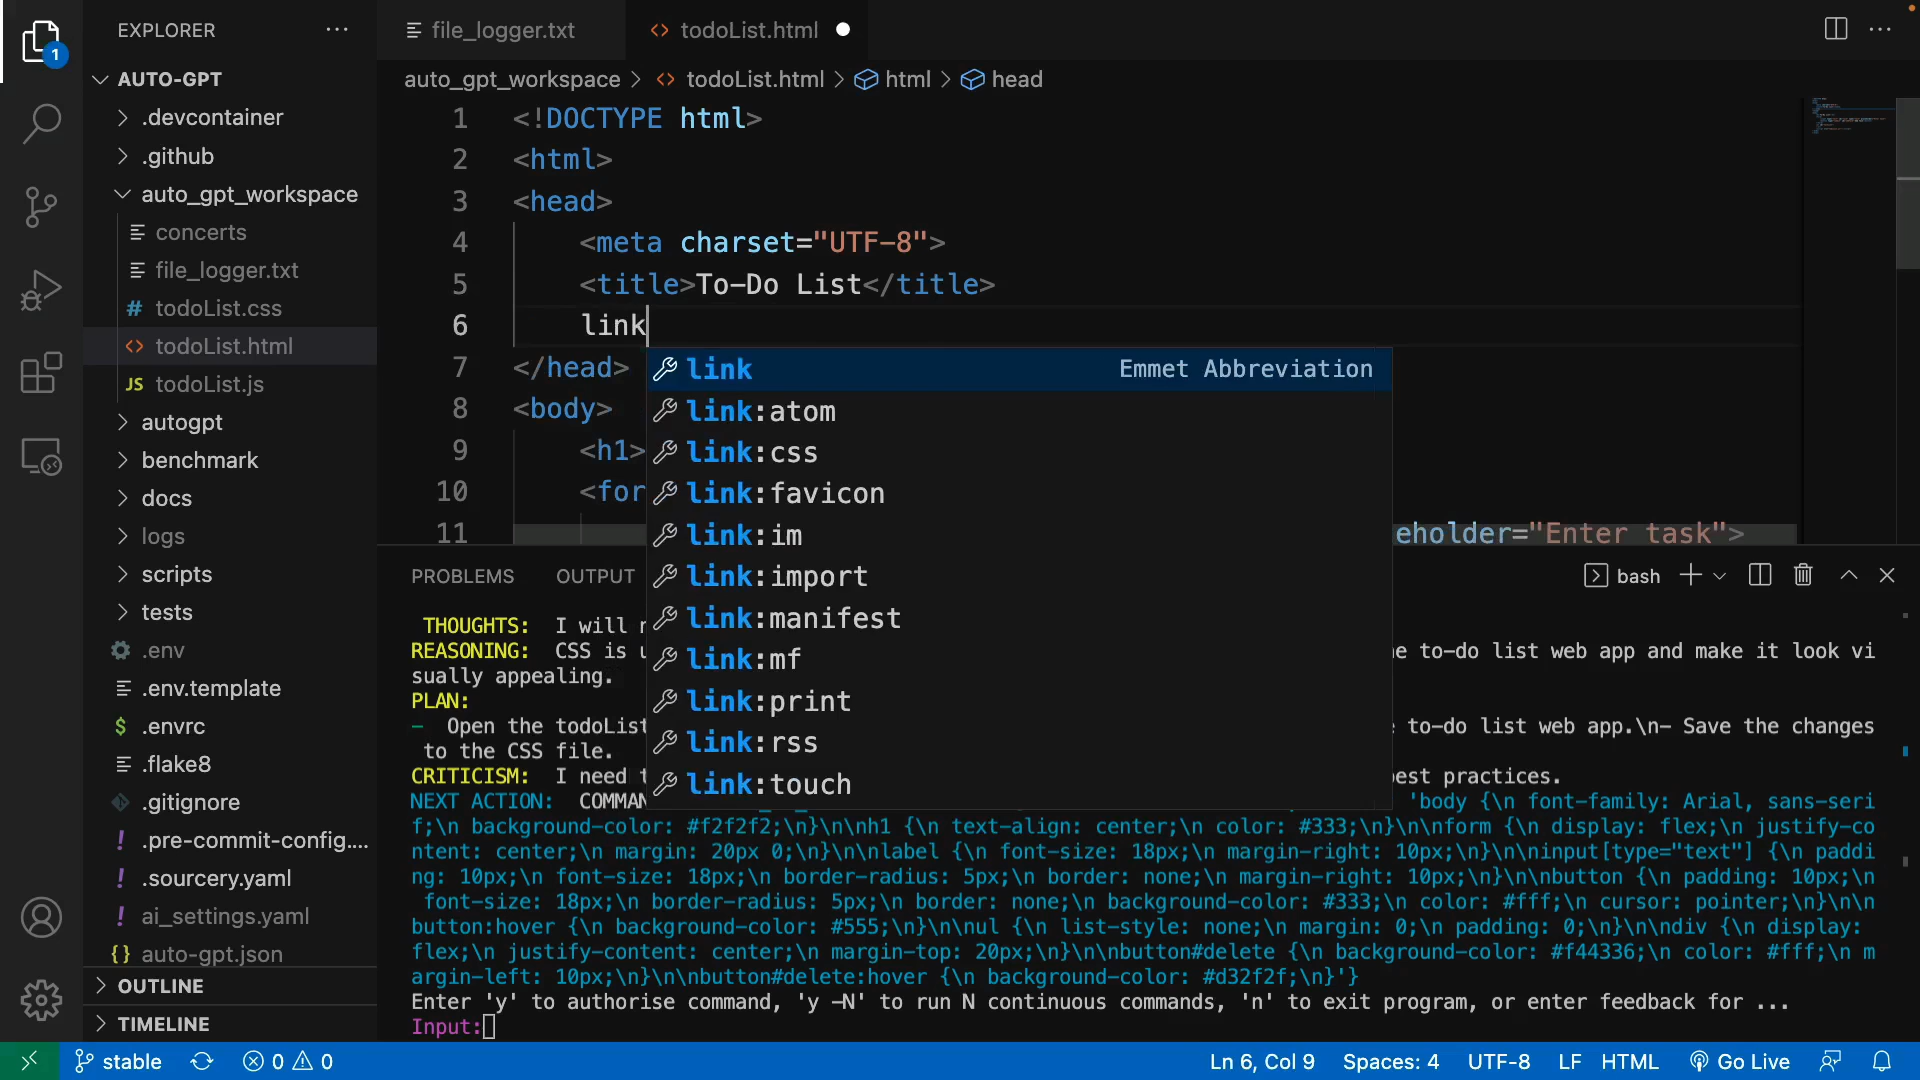 EXPLORER
AUTO-GPT
.devcontainer
.github
auto_gpt_workspace
concerts
file_logger.txt
# todoList.css
<> todoList.html
JS todoList.js
autogpt
benchmark
docs
logs
scripts
tests
.env
.env.template
$ .envrc
.flake8
.gitignore
! .pre-commit-config....
! .sourcery.yaml
! ai_settings.yaml
{} auto-gpt.json
OUTLINE
TIMELINE
1
file_logger.txt
<> todoList.html
auto_gpt_workspace > <> todoList.html > html > head
1 <!DOCTYPE html>
2 <html>
3 <head>
4 <meta charset="UTF-8">
5 <title>To-Do List</title>
6 link
7 </head>
8 <body>
9 <h1>
10 <for
11 eholder="Enter task">
link Emmet Abbreviation
link:atom
link:css
link:favicon
link:im
link:import
link:manifest
link:mf
link:print
link:rss
link:touch
PROBLEMS OUTPUT bash
THOUGHTS: I will
REASONING: CSS is to-do list web app and make it look vi
sually appealing.
PLAN:
- Open the todoList to-do list web app.\n- Save the changes
to the CSS file.
CRITICISM: I need best practices.
NEXT ACTION: COMMAN 'body {\n font-family: Arial, sans-seri
f;\n background-color: #f2f2f2;\n}\n\nh1 {\n text-align: center;\n color: #333;\n}\n\nform {\n display: flex;\n justify-co
ntent: center;\n margin: 20px 0;\n}\n\nlabel {\n font-size: 18px;\n margin-right: 10px;\n}\n\ninput[type="text"] {\n paddi
ng: 10px;\n font-size: 18px;\n border-radius: 5px;\n border: none;\n margin-right: 10px;\n}\n\nbutton {\n padding: 10px;\n
font-size: 18px;\n border-radius: 5px;\n border: none;\n background-color: #333;\n color: #fff;\n cursor: pointer;\n}\n\n
button:hover {\n background-color: #555;\n}\n\nul {\n list-style: none;\n margin: 0;\n padding: 0;\n}\n\ndiv {\n display:
flex;\n justify-content: center;\n margin-top: 20px;\n}\n\nbutton#delete {\n background-color: #f44336;\n color: #fff;\n m
argin-left: 10px;\n}\n\nbutton#delete:hover {\n background-color: #d32f2f;\n}'}
Enter 'y' to authorise command, 'y -N' to run N continuous commands, 'n' to exit program, or enter feedback for ...
Input:
stable 0 0 Ln 6, Col 9 Spaces: 4 UTF-8 LF HTML Go Live